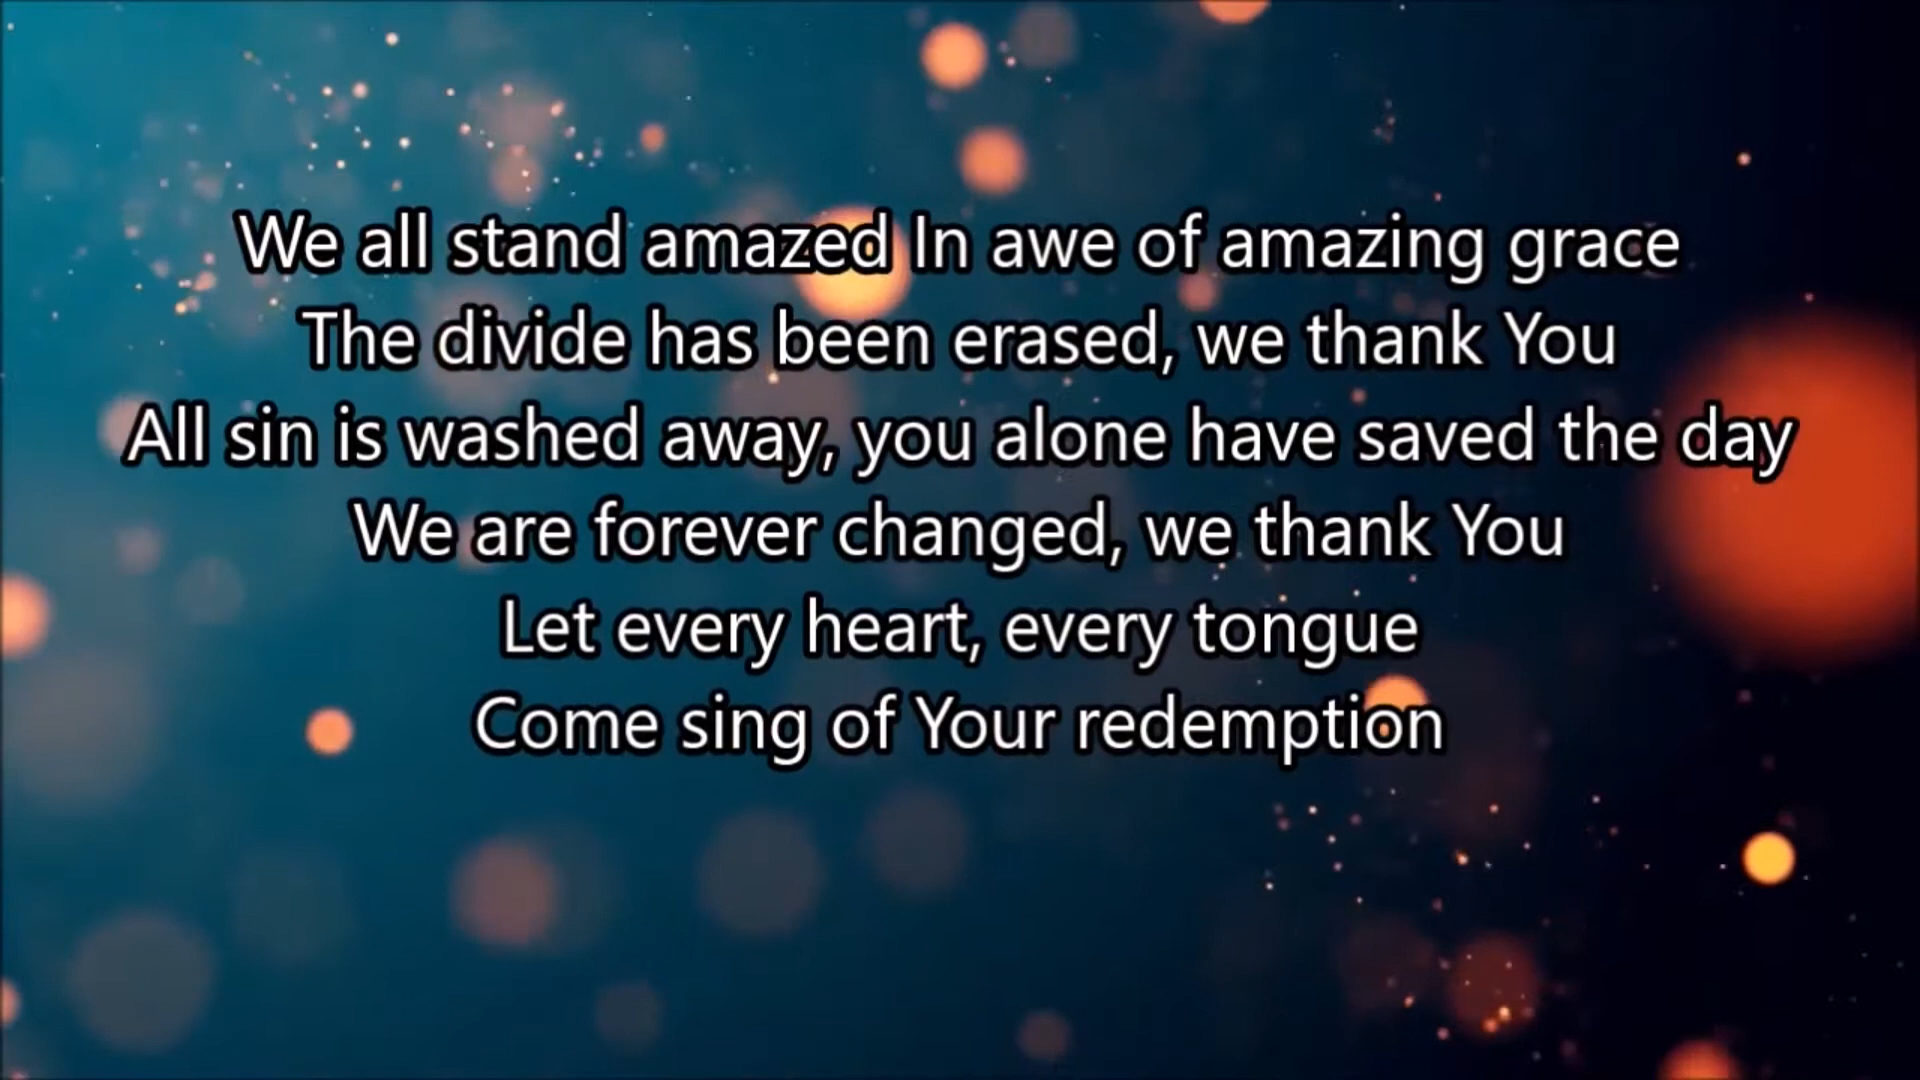 We all stand amazed In awe of amazing grace
The divide has been erased, we thank You
All sin is washed away, you alone have saved the day
We are forever changed, we thank You
Let every heart, every tongue
Come sing of Your redemption